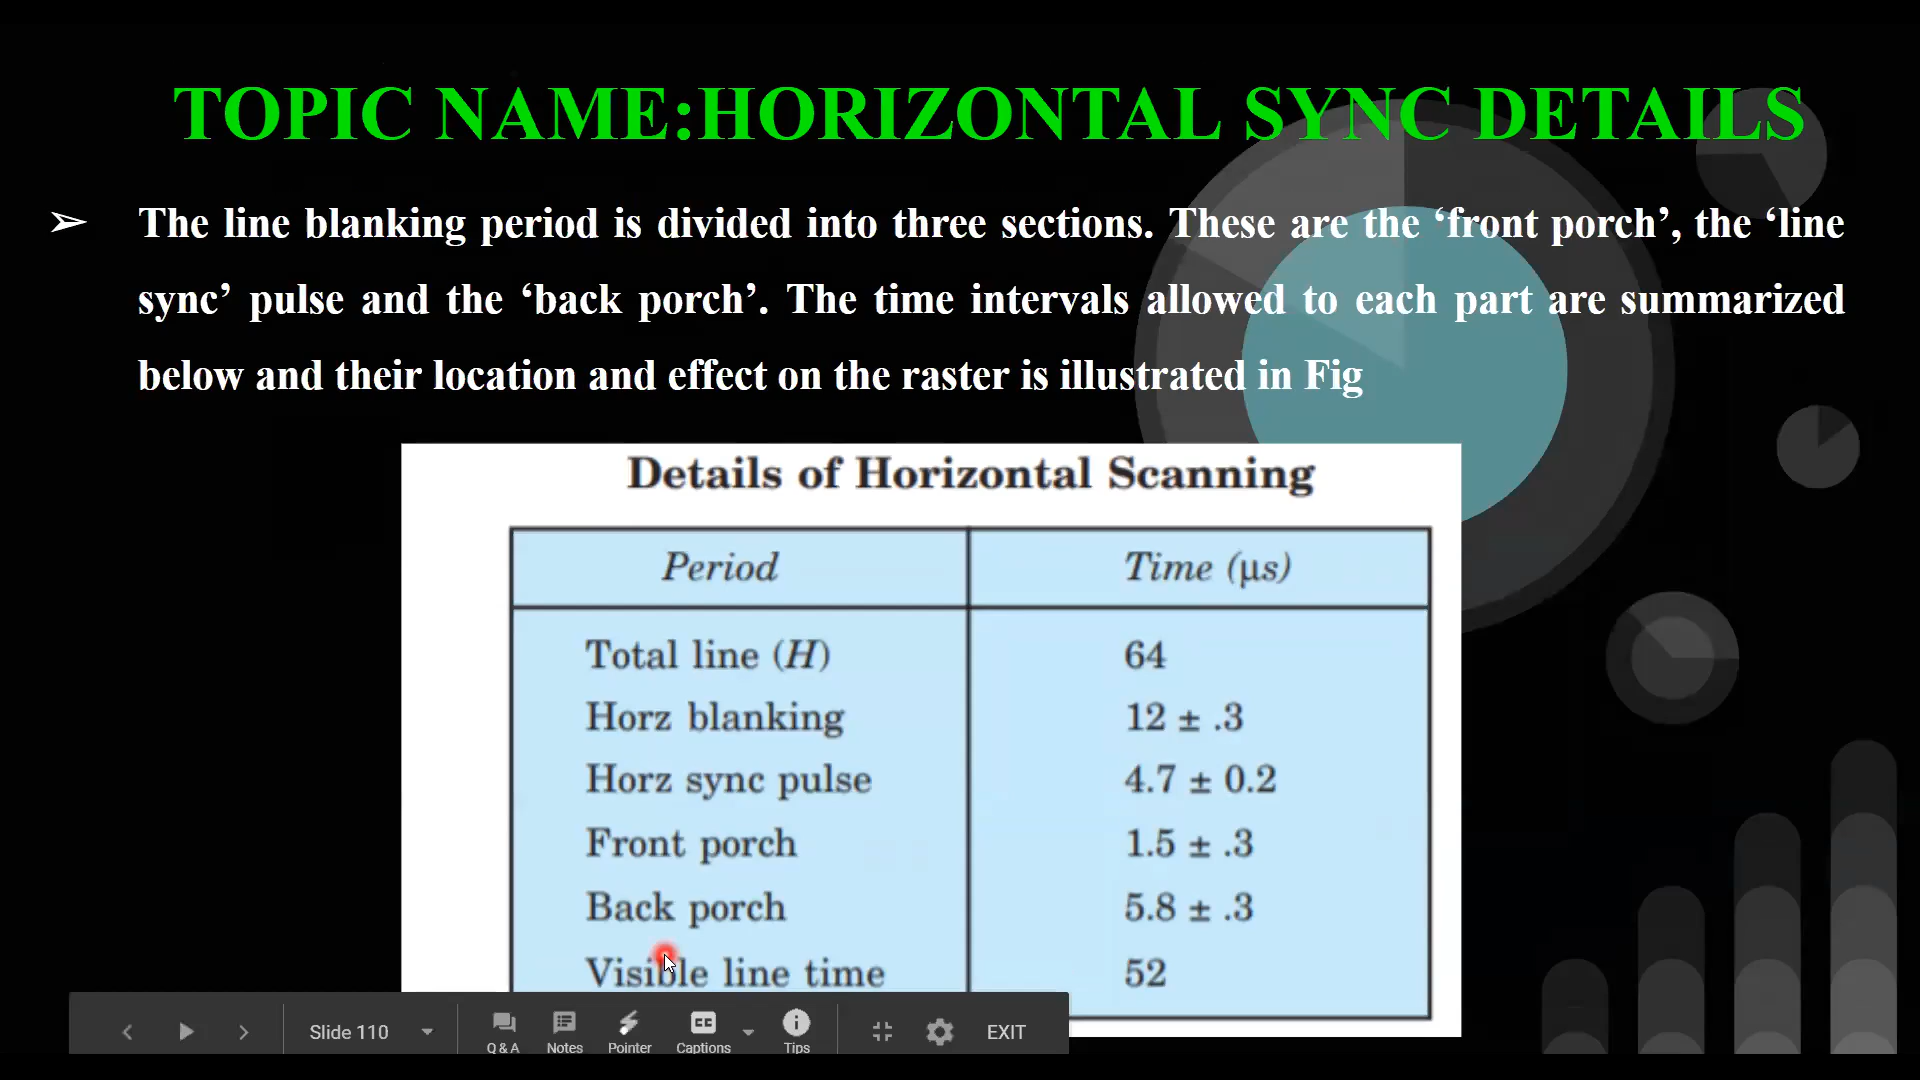 TOPIC NAME:HORIZONTAL SYNC DETAILS
➢ The line blanking period is divided into three sections. These are the ‘front porch’, the ‘line
sync’ pulse and the ‘back porch’. The time intervals allowed to each part are summarized
below and their location and effect on the raster is illustrated in Fig
Details of Horizontal Scanning
Period Time (µs)
Total line (H) 64
Horz blanking 12 ± .3
Horz sync pulse 4.7 ± 0.2
Front porch 1.5 ± .3
Back porch 5.8 ± .3
Visible line time 52
Slide 110 Q & A Notes Pointer Captions Tips EXIT